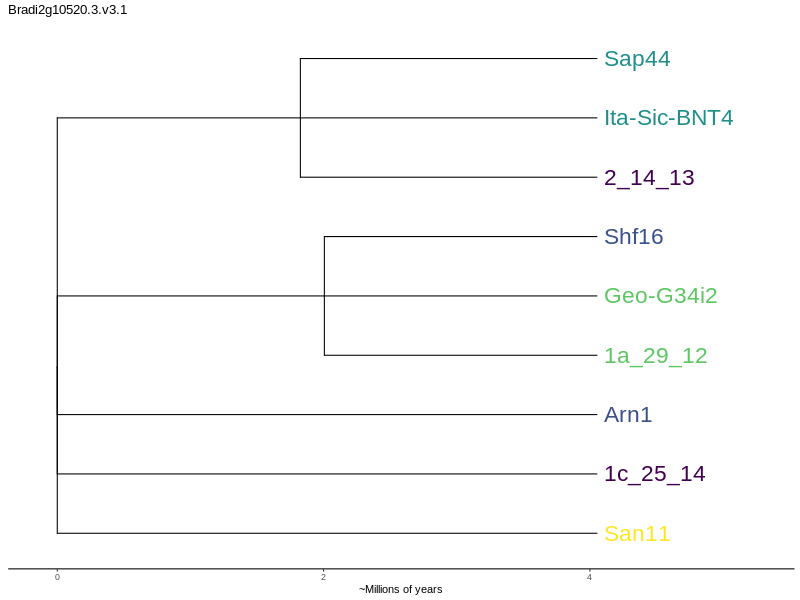 Bradi2g10520.3.v3.1
Sap44
Ita-Sic-BNT4
2_14_13
Shf16
Geo-G34i2
1a_29_12
Arn1
1c_25_14
San11
0 2 4
~Millions of years